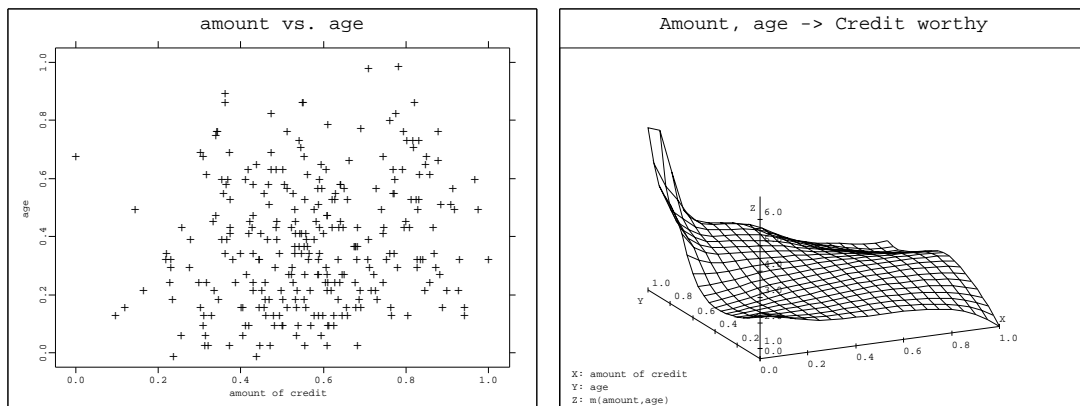 amount vs. age
1.0
0.8
0.6
0.4
0.2
0.0
age
0.0 0.2 0.4 0.6 0.8 1.0
amount of credit
Amount, age -> Credit worthy
Z
6.0
1.0
Y
0.8
0.6
0.4
0.2
1.0
0.0
0.0
0.2
0.4
0.6
0.8
1.0
X
X: amount of credit
Y: age
Z: m(amount,age)